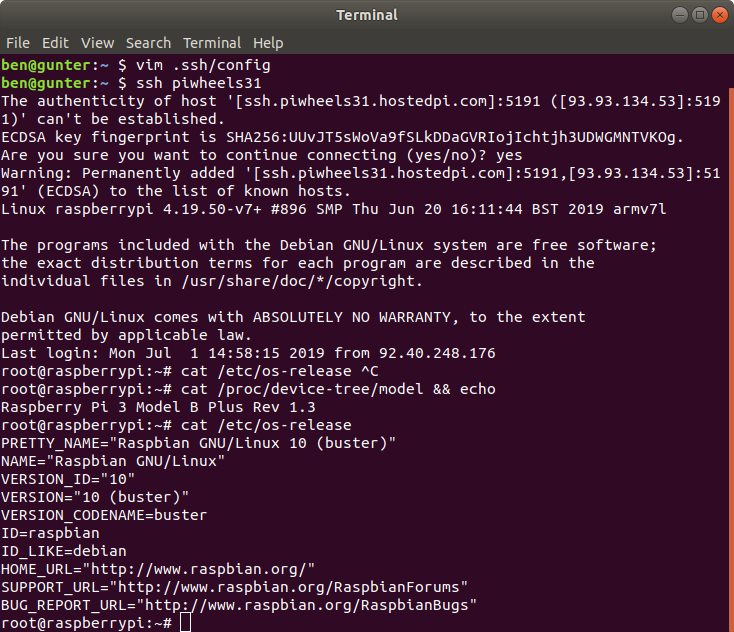 Terminal
File Edit View Search Terminal Help
ben@gunter:~ $ vim .ssh/config
ben@gunter:~ $ ssh piwheels31
The authenticity of host '[ssh.piwheels31.hostedpi.com]:5191 ([93.93.134.53]:519
1)' can't be established.
ECDSA key fingerprint is SHA256:UUvJT5sWoVa9fSLkDDaGVRIojIchtjh3UDWGMNTVKOg.
Are you sure you want to continue connecting (yes/no)? yes
Warning: Permanently added '[ssh.piwheels31.hostedpi.com]:5191,[93.93.134.53]:51
91' (ECDSA) to the list of known hosts.
Linux raspberrypi 4.19.50-v7+ #896 SMP Thu Jun 20 16:11:44 BST 2019 armv7l
The programs included with the Debian GNU/Linux system are free software;
the exact distribution terms for each program are described in the
individual files in /usr/share/doc/*/copyright.
Debian GNU/Linux comes with ABSOLUTELY NO WARRANTY, to the extent
permitted by applicable law.
Last login: Mon Jul  1 14:58:15 2019 from 92.40.248.176
root@raspberrypi:~# cat /etc/os-release ^C
root@raspberrypi:~# cat /proc/device-tree/model && echo
Raspberry Pi 3 Model B Plus Rev 1.3
root@raspberrypi:~# cat /etc/os-release
PRETTY_NAME="Raspbian GNU/Linux 10 (buster)"
NAME="Raspbian GNU/Linux"
VERSION_ID="10"
VERSION="10 (buster)"
VERSION_CODENAME=buster
ID=raspbian
ID_LIKE=debian
HOME_URL="http://www.raspbian.org/"
SUPPORT_URL="http://www.raspbian.org/RaspbianForums"
BUG_REPORT_URL="http://www.raspbian.org/RaspbianBugs"
root@raspberrypi:~#